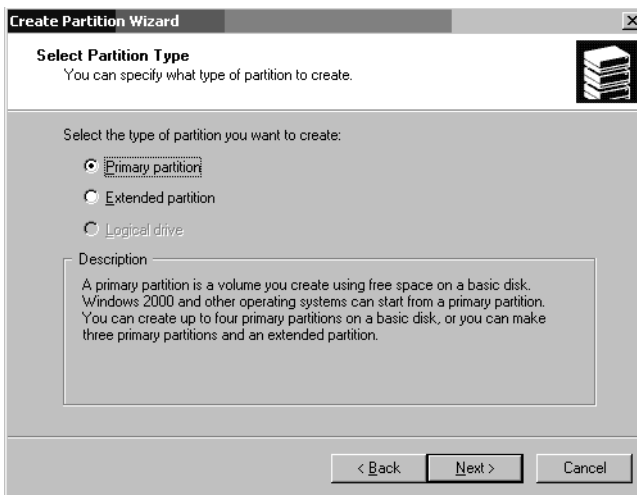 Create Partition Wizard
Select Partition Type
You can specify what type of partition to create.
Select the type of partition you want to create:
Primary partition
Extended partition
Logical drive
Description
A primary partition is a volume you create using free space on a basic disk.
Windows 2000 and other operating systems can start from a primary partition.
You can create up to four primary partitions on a basic disk, or you can make
three primary partitions and an extended partition.
< Back
Next >
Cancel